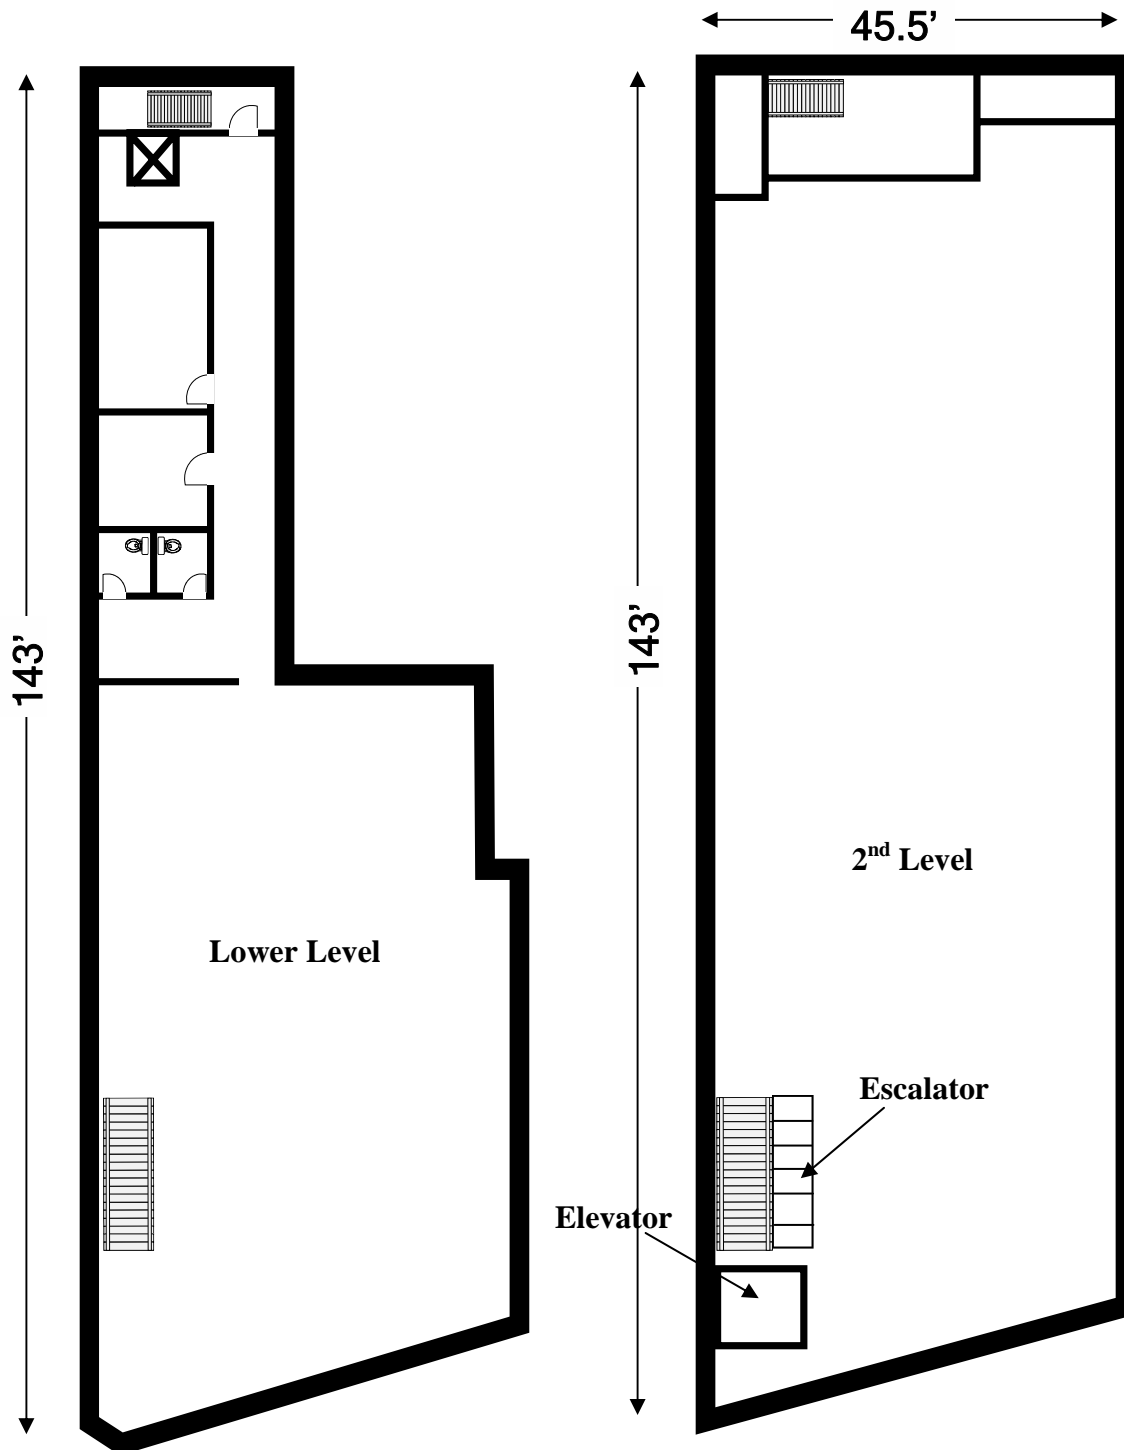 45.5’
143’
143’
2nd Level
Lower Level
Escalator
Elevator